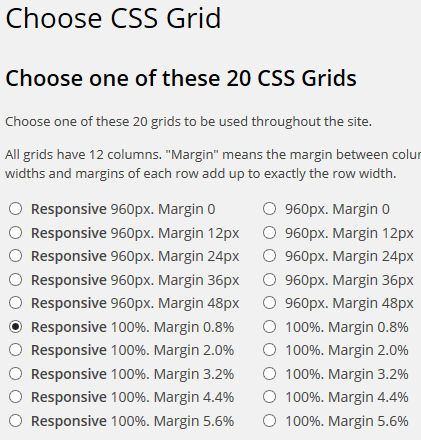 Choose CSS Grid
Choose one of these 20 CSS Grids
Choose one of these 20 grids to be used throughout the site.
All grids have 12 columns. "Margin" means the margin between
widths and margins of each row add up to exactly the row width.
Responsive 960px. Margin 0 960px. Margin 0
Responsive 960px. Margin 12px 960px. Margin 12px
Responsive 960px. Margin 24px 960px. Margin 24px
Responsive 960px. Margin 36px 960px. Margin 36px
Responsive 960px. Margin 48px 960px. Margin 48px
Responsive 100%. Margin 0.8% 100%. Margin 0.8%
Responsive 100%. Margin 2.0% 100%. Margin 2.0%
Responsive 100%. Margin 3.2% 100%. Margin 3.2%
Responsive 100%. Margin 4.4% 100%. Margin 4.4%
Responsive 100%. Margin 5.6% 100%. Margin 5.6%